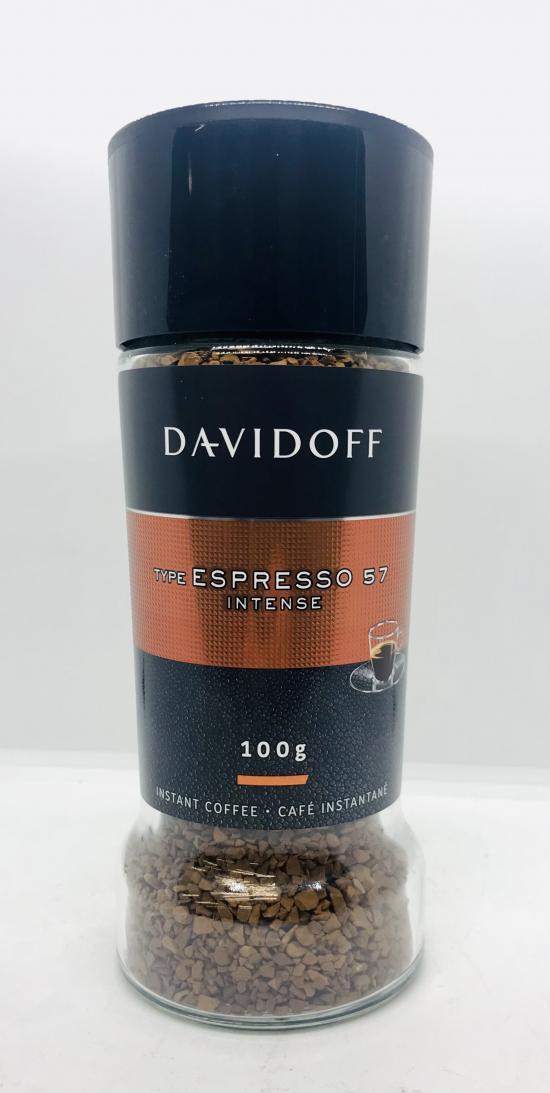 DAVIDOFF
TYPE ESPRESSO 57
INTENSE
100g
INSTANT COFFEE • CAFÉ INSTANTANÉ